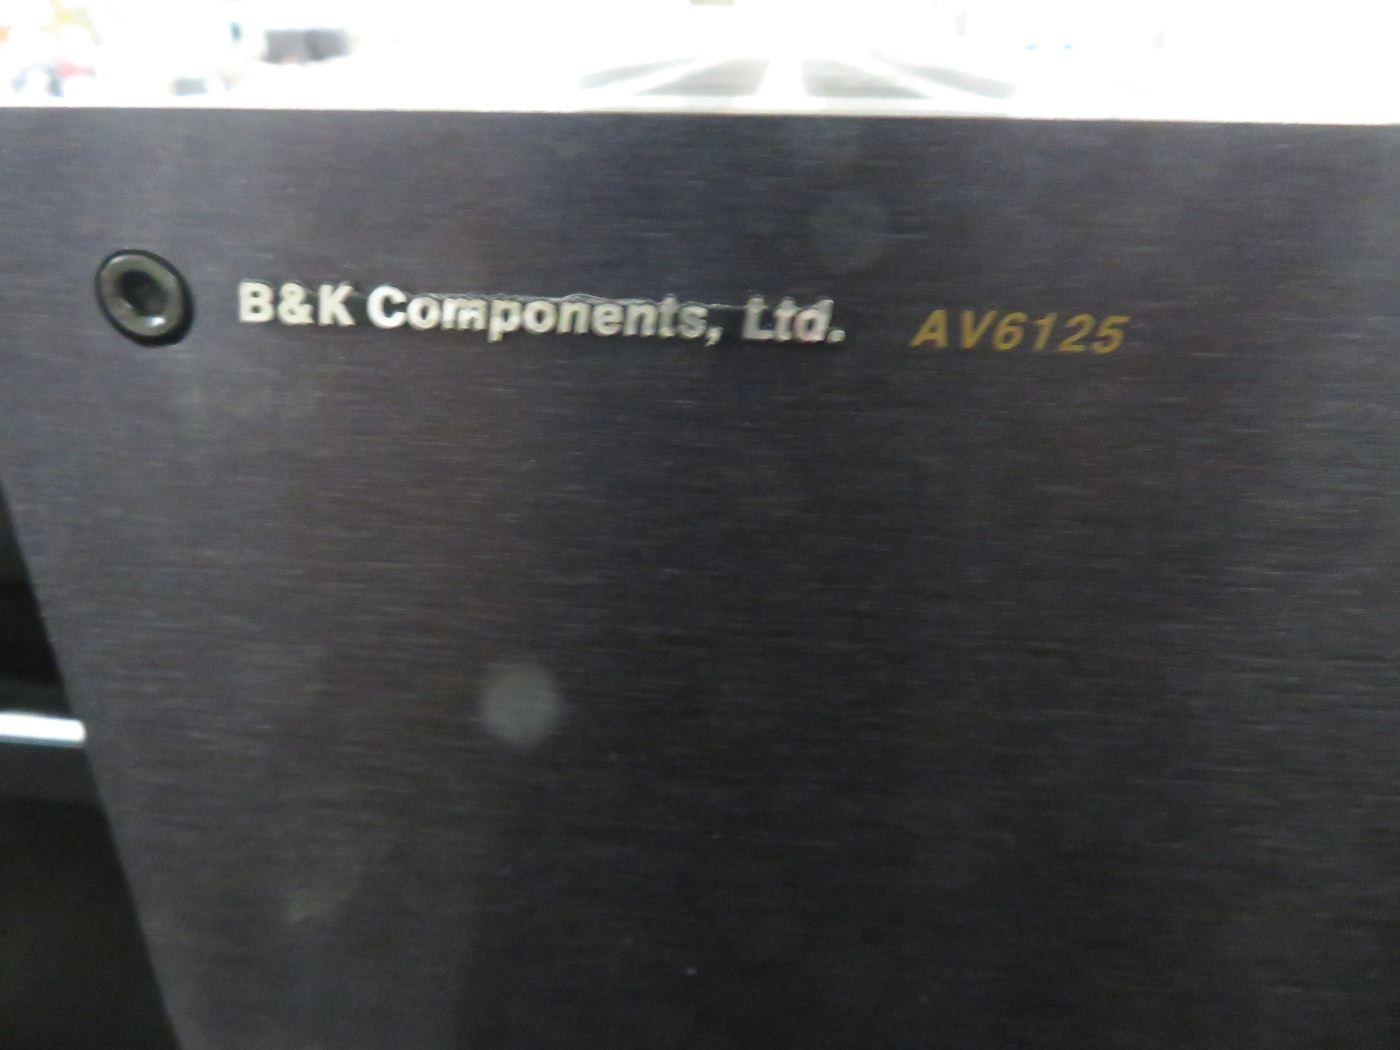 B&K Components, Ltd. AV6125